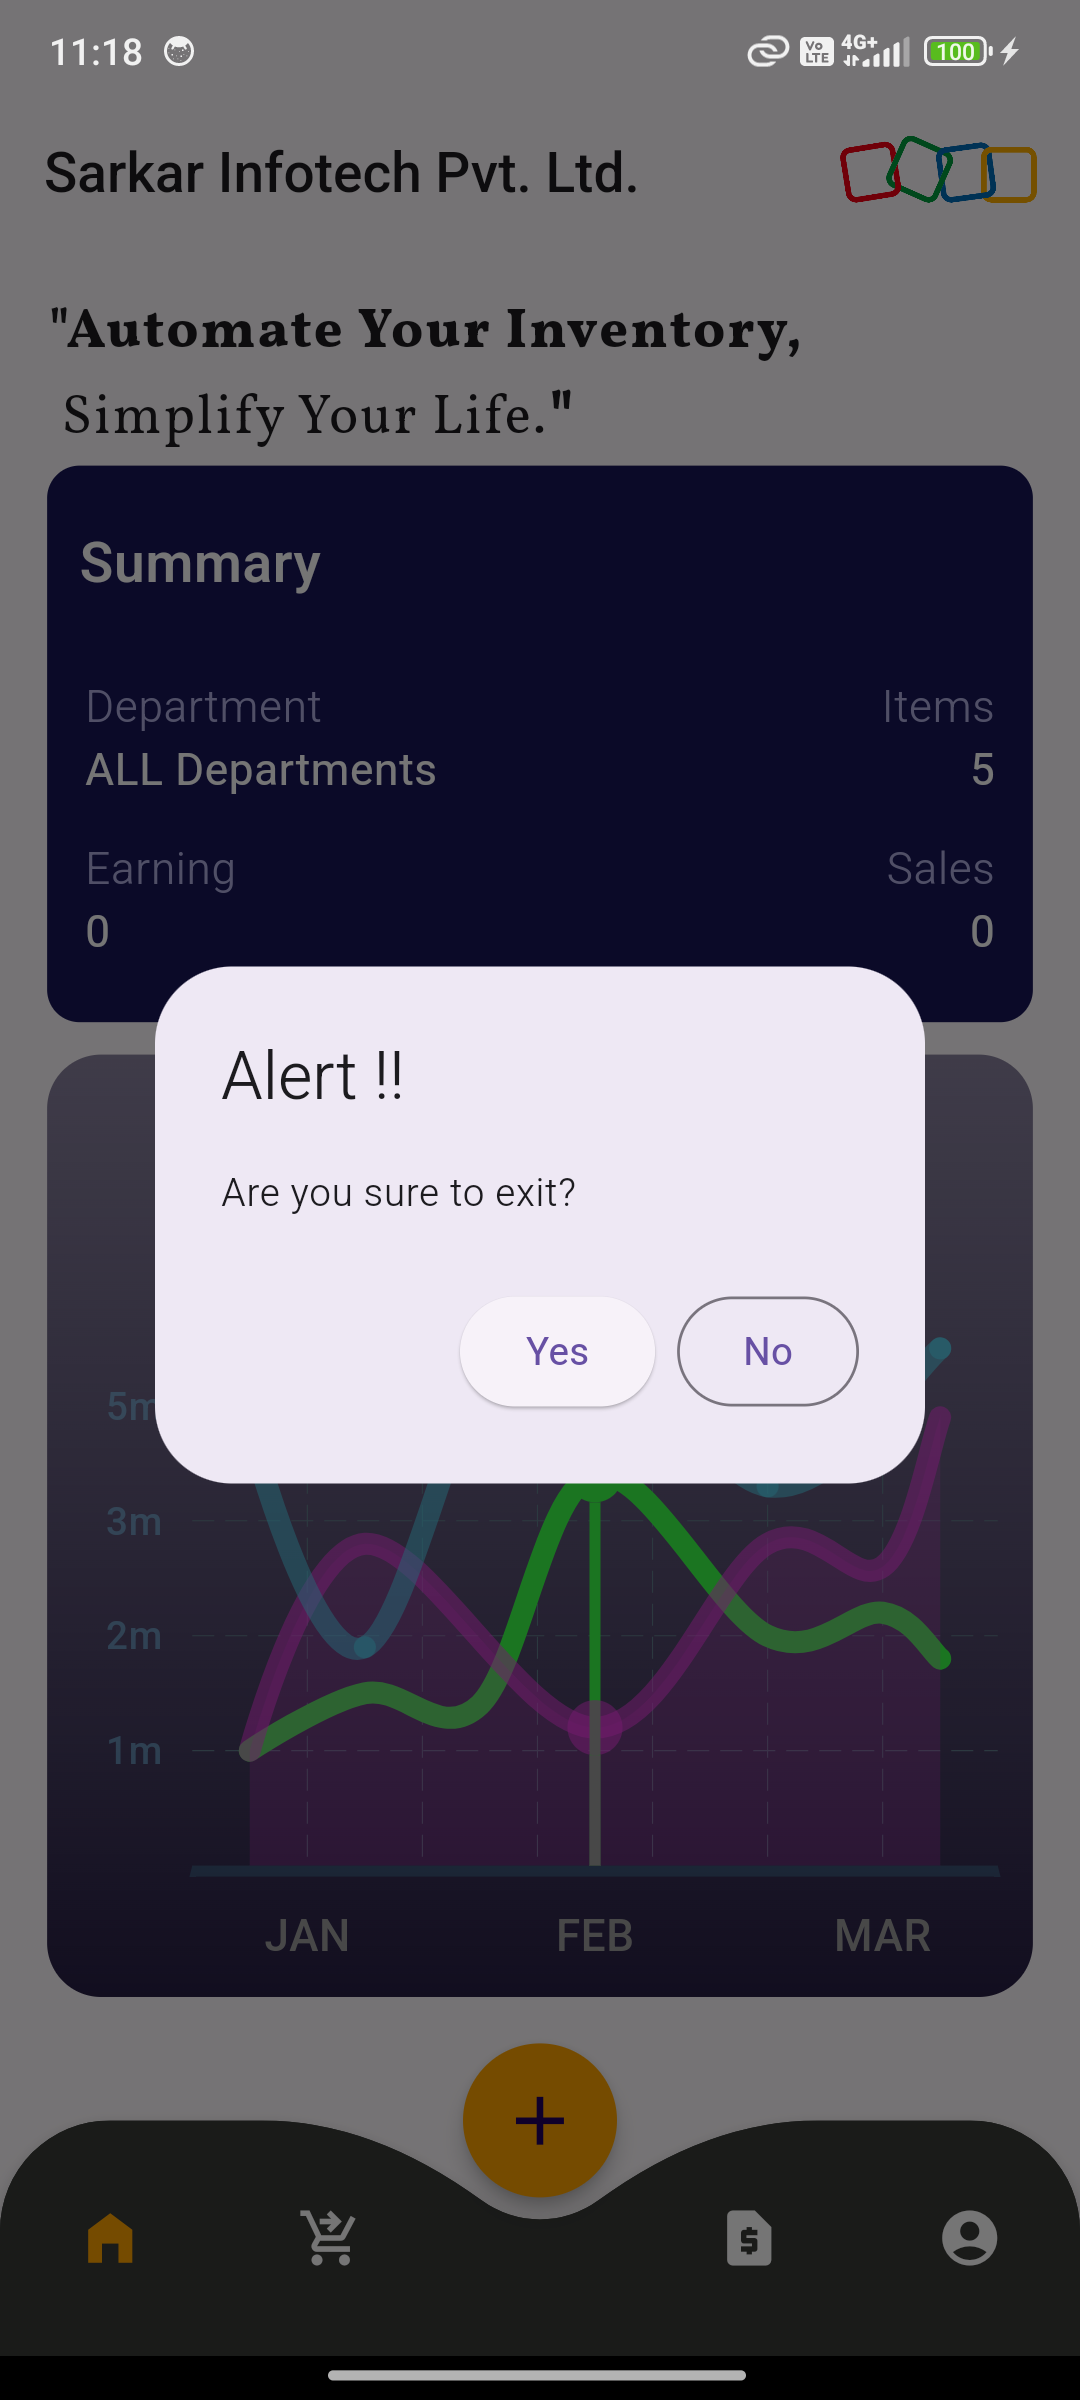 11:18
Vo LTE 4G+ 100
Sarkar Infotech Pvt. Ltd.
"Automate Your Inventory,
Simplify Your Life."
Summary
Department Items
ALL Departments 5
Earning Sales
0 0
Alert !!
Are you sure to exit?
Yes No
5m
3m
2m
1m
JAN FEB MAR